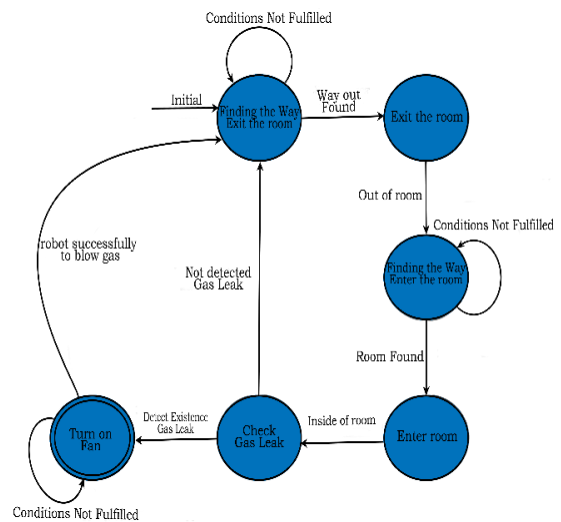 Conditions Not Fulfilled
Initial
Finding the Way
Exit the room
Way out
Found
Exit the room
Out of room
Conditions Not Fulfilled
Finding the Way
Enter the room
robot successfully
to blow gas
Not detected
Gas Leak
Room Found
Turn on
Fan
Detect Existence
Gas Leak
Check
Gas Leak
Inside of room
Enter room
Conditions Not Fulfilled